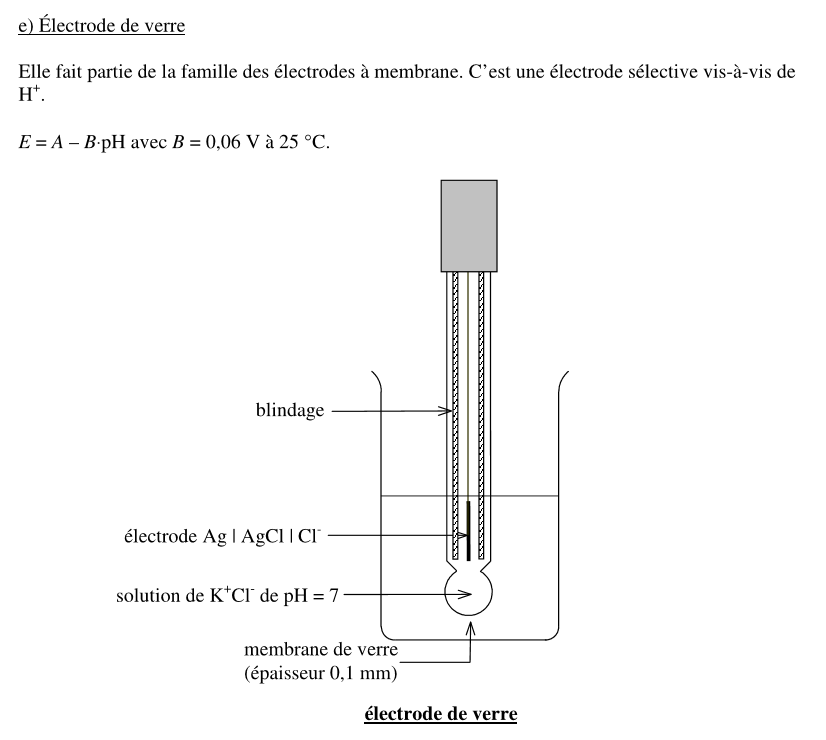 e) Électrode de verre
Elle fait partie de la famille des électrodes à membrane. C’est une électrode sélective vis-à-vis de
H⁺.
E = A – B·pH avec B = 0,06 V à 25 °C.
blindage
électrode Ag | AgCl | Cl⁻
solution de K⁺Cl⁻ de pH = 7
membrane de verre
(épaisseur 0,1 mm)
électrode de verre